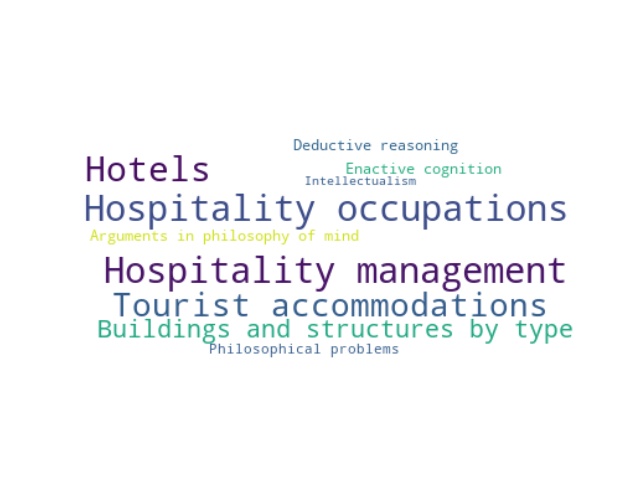 Deductive reasoning
Hotels
Enactive cognition
Intellectualism
Hospitality occupations
Arguments in philosophy of mind
Hospitality management
Tourist accommodations
Buildings and structures by type
Philosophical problems